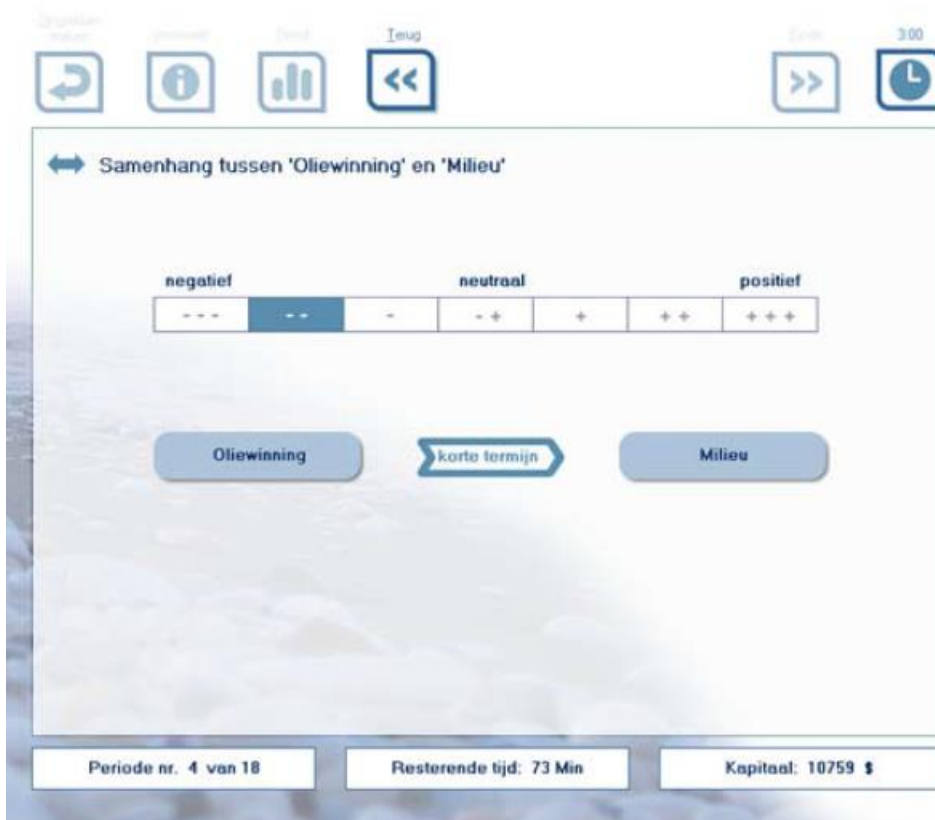 Terug
3:00
Samenhang tussen 'Oliewinning' en 'Milieu'
negatief neutraal positief
- - - - - - - + + + + + + +
Oliewinning korte termijn Milieu
Periode nr. 4 van 18 Resterende tijd: 73 Min Kapitaal: 10759 $